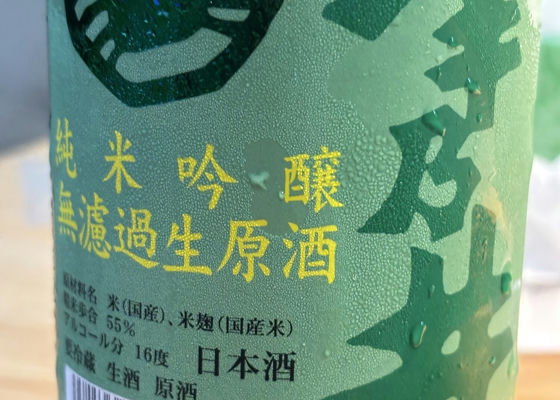 乃井
純米吟醸
無濾過生原酒
原材料名 米(国産)、米麹(国産米)
精米歩合 55%
アルコール分 16度
日本酒
要冷蔵 生酒 原酒